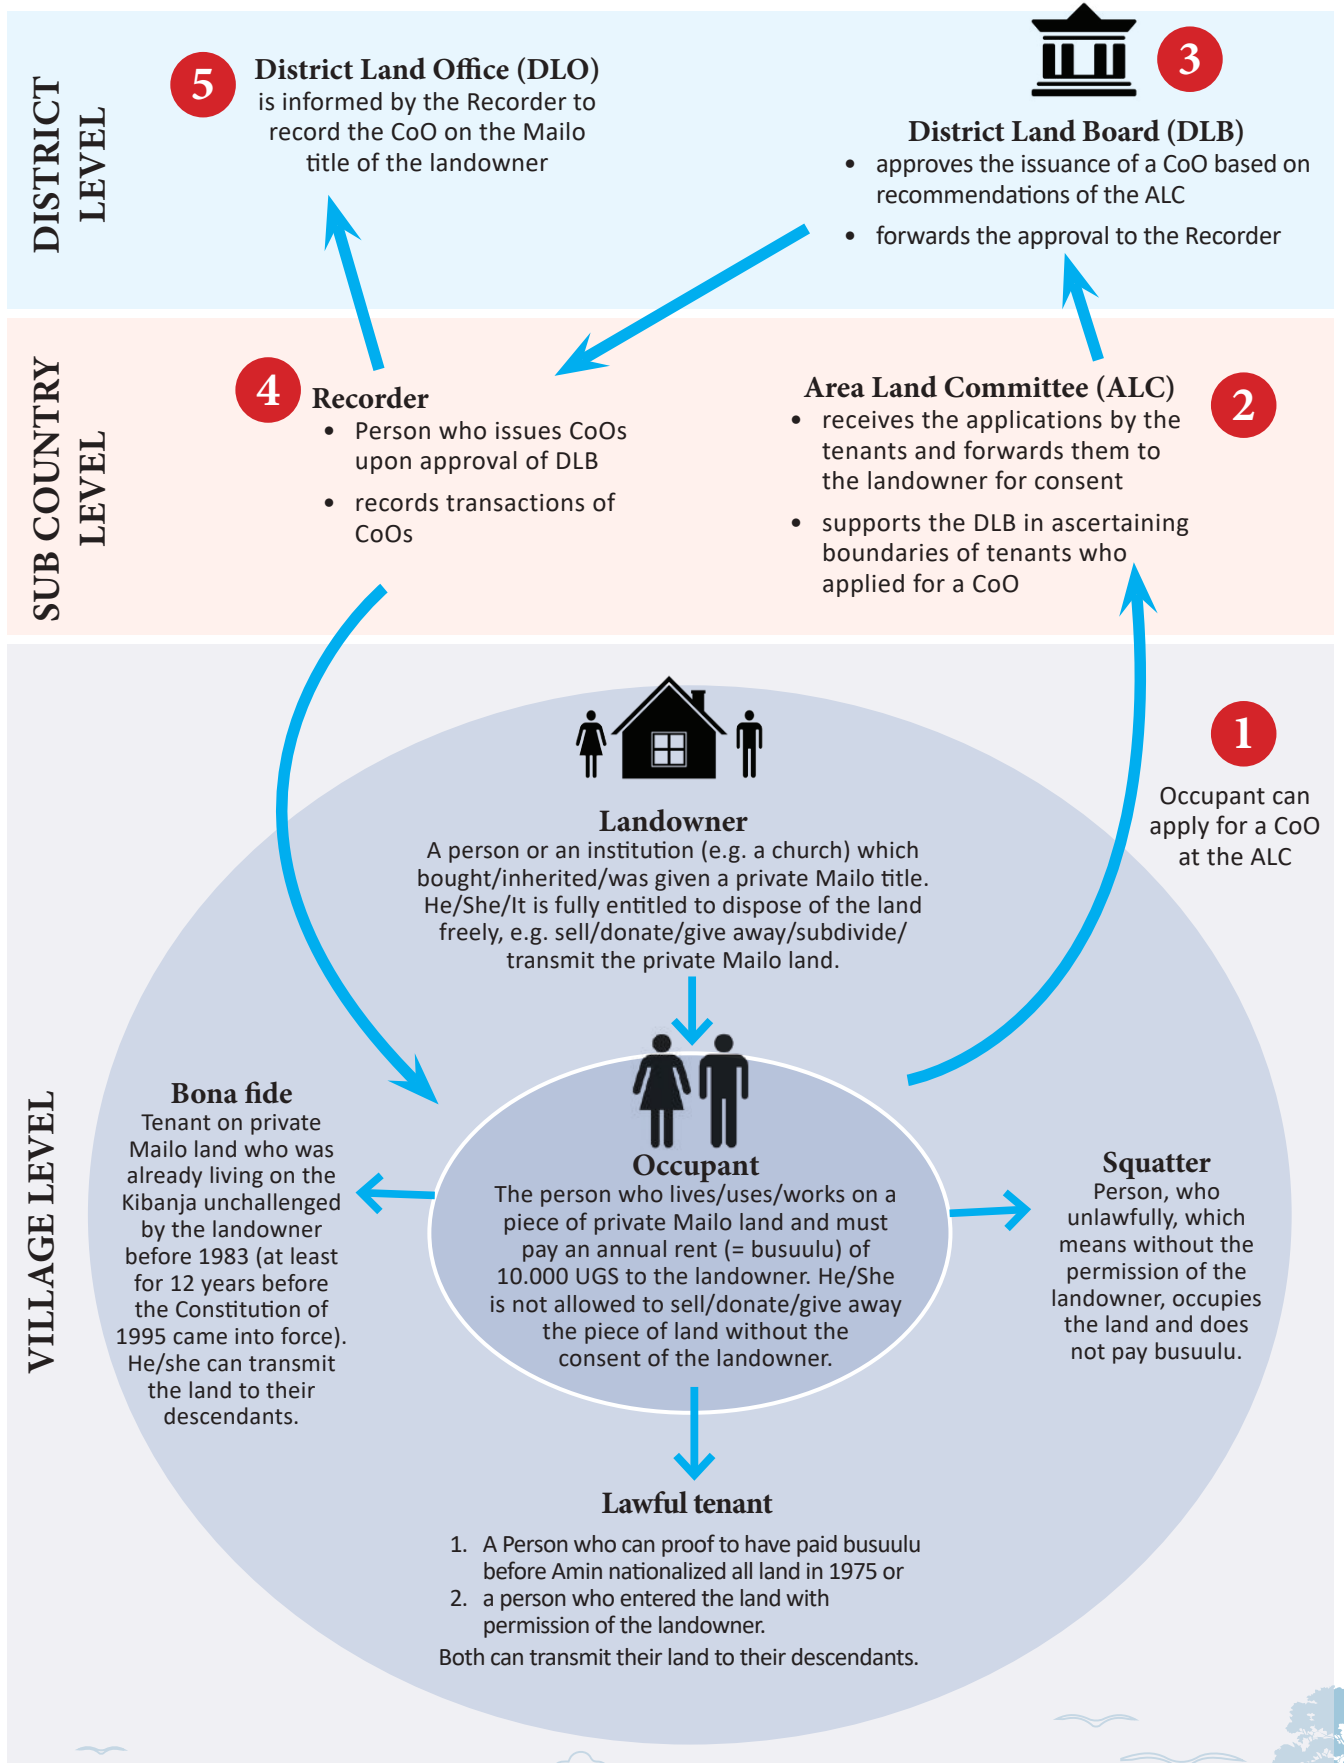 DISTRICT
LEVEL
5
District Land Office (DLO)
is informed by the Recorder to
record the CoO on the Mailo
title of the landowner
3
District Land Board (DLB)
• approves the issuance of a CoO based on
recommendations of the ALC
• forwards the approval to the Recorder
SUB COUNTRY
LEVEL
4
Recorder
• Person who issues CoOs
upon approval of DLB
• records transactions of
CoOs
Area Land Committee (ALC)
2
• receives the applications by the
tenants and forwards them to
the landowner for consent
• supports the DLB in ascertaining
boundaries of tenants who
applied for a CoO
VILLAGE LEVEL
1
Occupant can
apply for a CoO
at the ALC
Landowner
A person or an institution (e.g. a church) which
bought/inherited/was given a private Mailo title.
He/She/It is fully entitled to dispose of the land
freely, e.g. sell/donate/give away/subdivide/
transmit the private Mailo land.
Bona fide
Tenant on private
Mailo land who was
already living on the
Kibanja unchallenged
by the landowner
before 1983 (at least
for 12 years before
the Constitution of
1995 came into force).
He/she can transmit
the land to their
descendants.
Occupant
The person who lives/uses/works on a
piece of private Mailo land and must
pay an annual rent (= busuulu) of
10.000 UGS to the landowner. He/She
is not allowed to sell/donate/give away
the piece of land without the
consent of the landowner.
Squatter
Person, who
unlawfully, which
means without the
permission of the
landowner, occupies
the land and does
not pay busuulu.
Lawful tenant
1. A Person who can proof to have paid busuulu
before Amin nationalized all land in 1975 or
2. a person who entered the land with
permission of the landowner.
Both can transmit their land to their descendants.